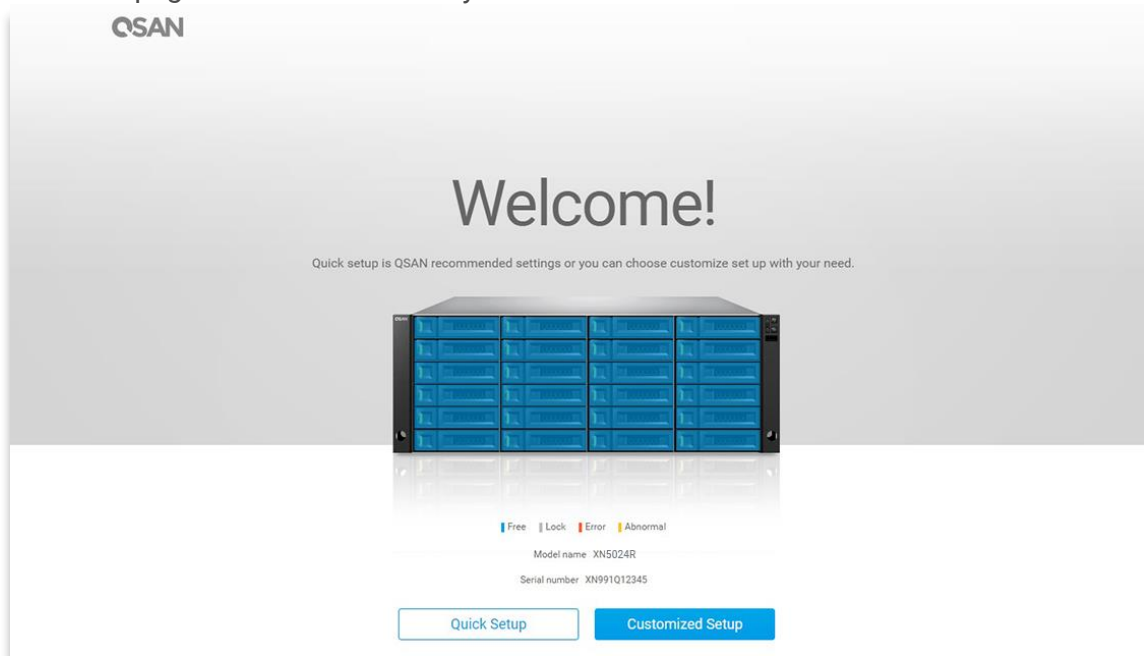 QSAN
Welcome!
Quick setup is QSAN recommended settings or you can choose customize set up with your need.
Free Lock Error Abnormal
Model name XN5024R
Serial number XN991Q12345
Quick Setup Customized Setup